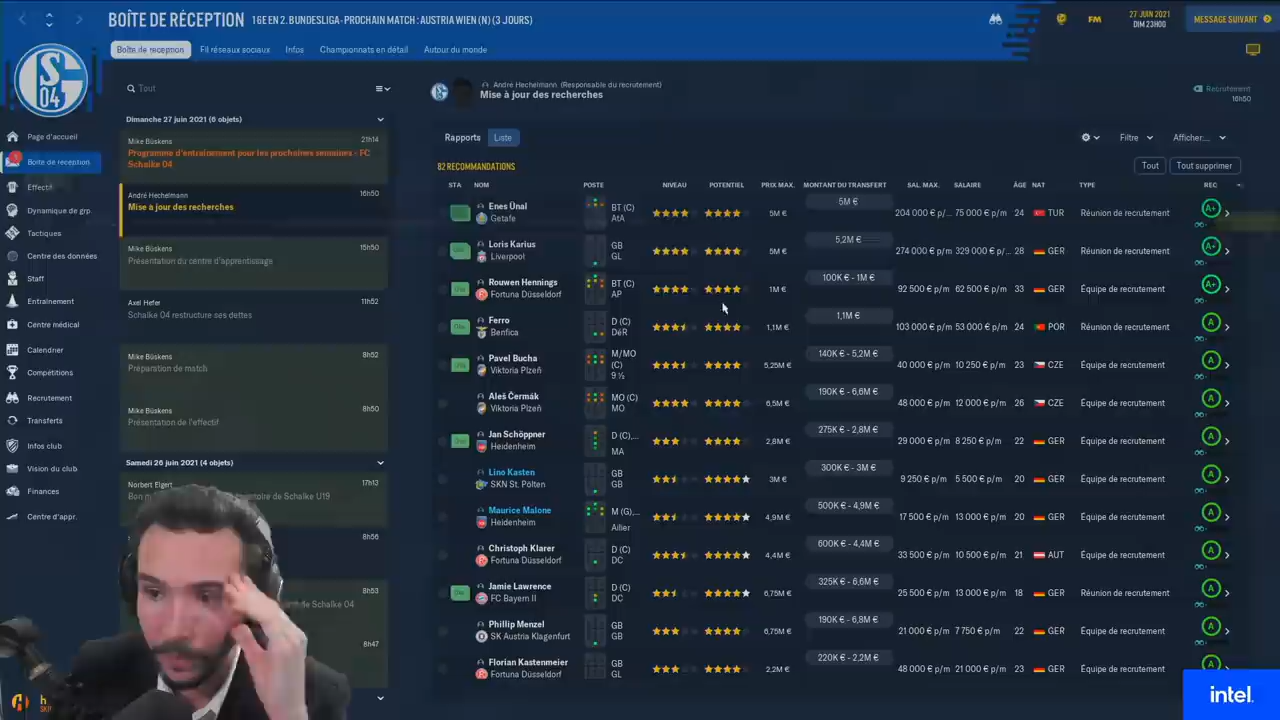 BOÎTE DE RÉCEPTION
16E EN 2. BUNDESLIGA - PROCHAIN MATCH : AUSTRIA WIEN (N) (3 JOURS)
FM
27 JUIN 2021
DIM 23H00
MESSAGE SUIVANT
Boîte de réception
Fil réseaux sociaux
Infos
Championnats en détail
Autour du monde
S
04
Page d'accueil
Boîte de réception
Effectif
Dynamique de grp.
Tactiques
Centre des données
Staff
Entraînement
Centre médical
Calendrier
Compétitions
Recrutement
Transferts
Infos club
Vision du club
Finances
Centre d'appr.
Tout
Dimanche 27 juin 2021 (6 objets)
Mike Büskens 21h14
Programme d'entraînement pour les prochaines semaines - FC
Schalke 04
André Hechelmann 16h50
Mise à jour des recherches
Mike Büskens 15h50
Présentation du centre d'apprentissage
Axel Hefer 11h52
Schalke 04 restructure ses dettes
Mike Büskens 8h52
Préparation de match
Mike Büskens 8h50
Présentation de l'effectif
Samedi 26 juin 2021 (4 objets)
Norbert Elgert 17h13
de Schalke U19
8h56
8h53
de Schalke 04
8h47
André Hechelmann (Responsable du recrutement)
Mise à jour des recherches
Recrutement
16h50
Rapports
Liste
Filtre
Afficher...
82 RECOMMANDATIONS
Tout
Tout supprimer
STA NOM POSTE NIVEAU POTENTIEL PRIX MAX. MONTANT DU TRANSFERT SAL. MAX. SALAIRE ÂGE NAT TYPE REC
Enes Ünal
Getafe
BT (C)
AtA
5M € 5M € 204 000 € p/... 75 000 € p/m 24 TUR Réunion de recrutement A+
Loris Karius
Liverpool
GB
GL
5M € 5,2M € 274 000 € p/m 329 000 € p/... 28 GER Réunion de recrutement A+
Rouwen Hennings
Fortuna Düsseldorf
BT (C)
AP
1M € 100K € - 1M € 92 500 € p/m 62 500 € p/m 33 GER Équipe de recrutement A+
Ferro
Benfica
D (C)
DéR
1,1M € 1,1M € 103 000 € p/m 53 000 € p/m 24 POR Réunion de recrutement A
Pavel Bucha
Viktoria Plzeň
M/MO
(C)
9 ½
5,25M € 140K € - 5,2M € 40 000 € p/m 10 250 € p/m 23 CZE Équipe de recrutement A
Aleš Čermák
Viktoria Plzeň
MO (C)
MO
6,5M € 190K € - 6,6M € 48 000 € p/m 12 000 € p/m 26 CZE Équipe de recrutement A
Jan Schöppner
Heidenheim
D (C),...
MA
2,8M € 275K € - 2,8M € 29 000 € p/m 8 250 € p/m 22 GER Équipe de recrutement A
Lino Kasten
SKN St. Pölten
GB
GB
3M € 300K € - 3M € 9 250 € p/m 5 500 € p/m 20 GER Équipe de recrutement A
Maurice Malone
Heidenheim
M (G),...
Ailier
4,9M € 500K € - 4,9M € 17 500 € p/m 13 000 € p/m 20 GER Équipe de recrutement A
Christoph Klarer
Fortuna Düsseldorf
D (C)
DC
4,4M € 600K € - 4,4M € 33 500 € p/m 10 500 € p/m 21 AUT Équipe de recrutement A
Jamie Lawrence
FC Bayern II
D (C)
DC
6,75M € 325K € - 6,6M € 25 500 € p/m 13 000 € p/m 18 GER Réunion de recrutement A
Phillip Menzel
SK Austria Klagenfurt
GB
GB
6,75M € 190K € - 6,8M € 21 000 € p/m 7 750 € p/m 22 GER Équipe de recrutement A
Florian Kastenmeier
Fortuna Düsseldorf
GB
GL
2,2M € 220K € - 2,2M € 48 000 € p/m 21 000 € p/m 23 GER Équipe de recrutement A
intel.